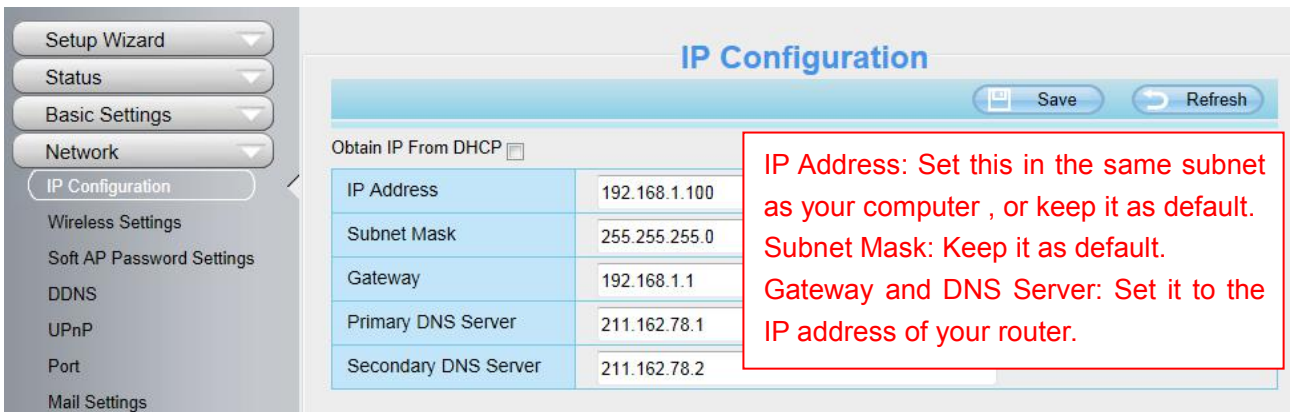 Setup Wizard
Status
Basic Settings
Network
IP Configuration
Wireless Settings
Soft AP Password Settings
DDNS
UPnP
Port
Mail Settings
IP Configuration
Save Refresh
Obtain IP From DHCP
IP Address 192.168.1.100
Subnet Mask 255.255.255.0
Gateway 192.168.1.1
Primary DNS Server 211.162.78.1
Secondary DNS Server 211.162.78.2
IP Address: Set this in the same subnet
as your computer , or keep it as default.
Subnet Mask: Keep it as default.
Gateway and DNS Server: Set it to the
IP address of your router.